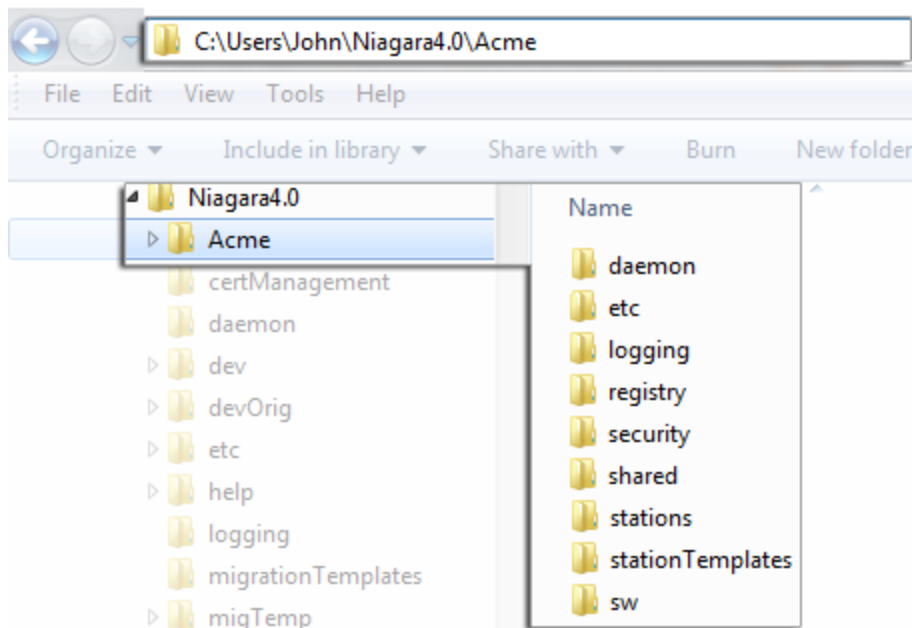 C:\Users\John\Niagara4.0\Acme
File Edit View Tools Help
Organize Include in library Share with Burn New folder
Niagara4.0
Acme
certManagement
daemon
dev
devOrig
etc
help
logging
migrationTemplates
migTemp
Name
daemon
etc
logging
registry
security
shared
stations
stationTemplates
sw